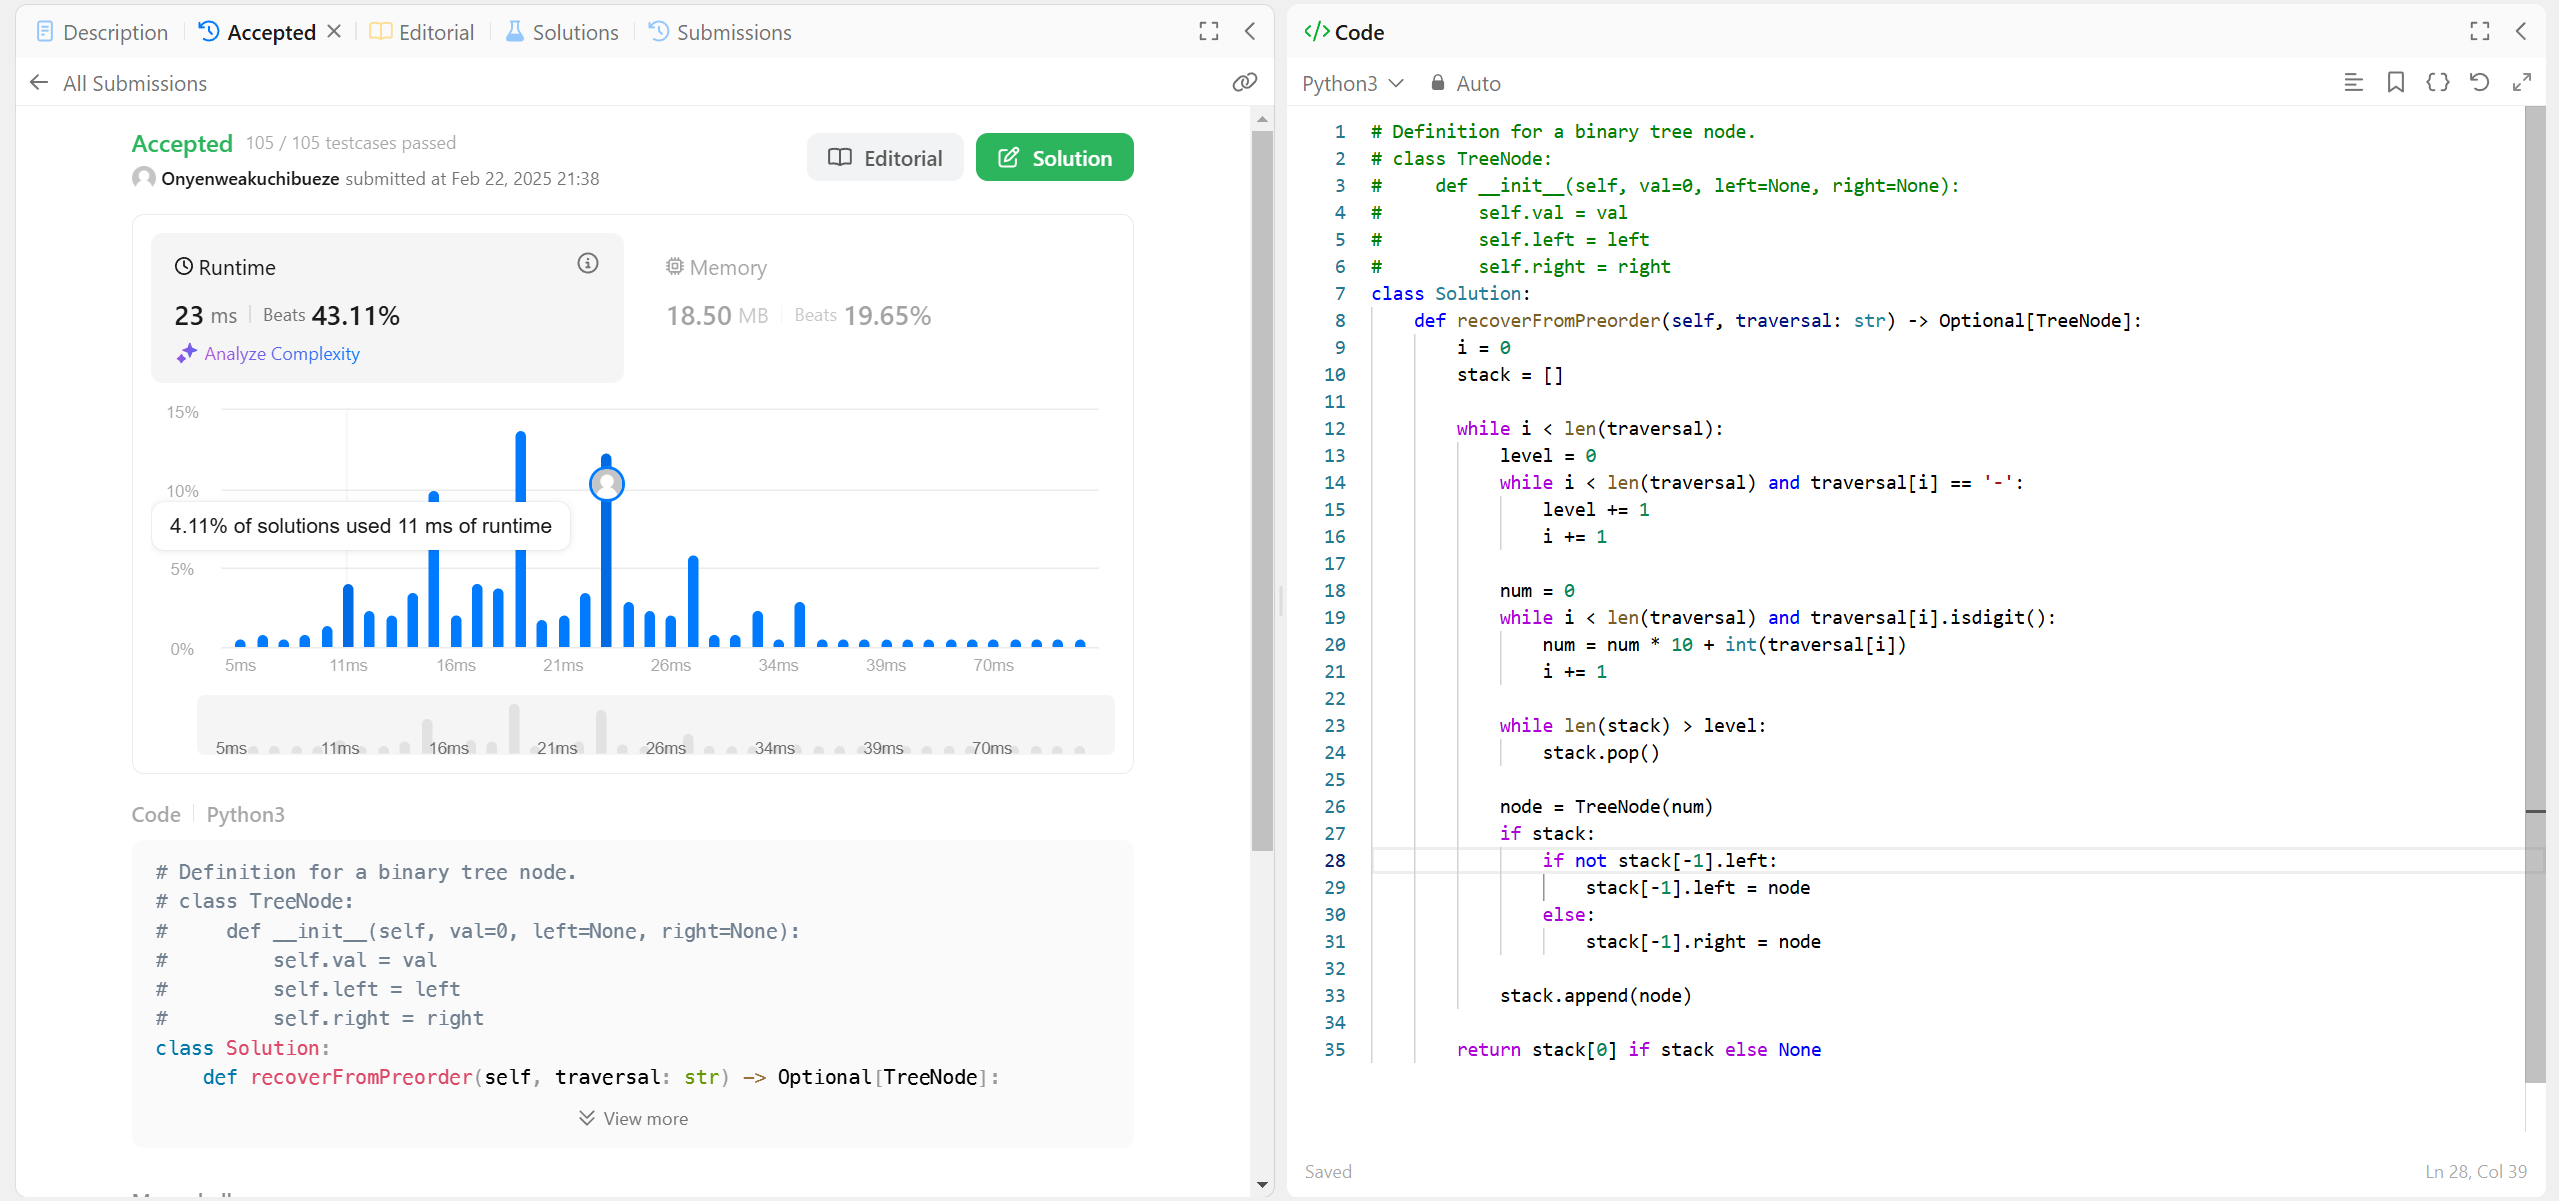 Description
Accepted
Editorial
Solutions
Submissions
All Submissions
Accepted 105 / 105 testcases passed
Onyenweakuchibueze submitted at Feb 22, 2025 21:38
Editorial
Solution
Runtime
23 ms Beats 43.11%
Analyze Complexity
Memory
18.50 MB Beats 19.65%
15%
10%
5%
0%
4.11% of solutions used 11 ms of runtime
5ms 11ms 16ms 21ms 26ms 34ms 39ms 70ms
5ms 11ms 16ms 21ms 26ms 34ms 39ms 70ms
Code Python3
# Definition for a binary tree node.
# class TreeNode:
#     def __init__(self, val=0, left=None, right=None):
#         self.val = val
#         self.left = left
#         self.right = right
class Solution:
    def recoverFromPreorder(self, traversal: str) -> Optional[TreeNode]:
View more
</> Code
Python3 Auto
1 # Definition for a binary tree node.
2 # class TreeNode:
3 #     def __init__(self, val=0, left=None, right=None):
4 #         self.val = val
5 #         self.left = left
6 #         self.right = right
7 class Solution:
8     def recoverFromPreorder(self, traversal: str) -> Optional[TreeNode]:
9         i = 0
10         stack = []
11
12         while i < len(traversal):
13             level = 0
14             while i < len(traversal) and traversal[i] == '-':
15                 level += 1
16                 i += 1
17
18             num = 0
19             while i < len(traversal) and traversal[i].isdigit():
20                 num = num * 10 + int(traversal[i])
21                 i += 1
22
23             while len(stack) > level:
24                 stack.pop()
25
26             node = TreeNode(num)
27             if stack:
28                 if not stack[-1].left:
29                     stack[-1].left = node
30                 else:
31                     stack[-1].right = node
32
33             stack.append(node)
34
35         return stack[0] if stack else None
Saved
Ln 28, Col 39